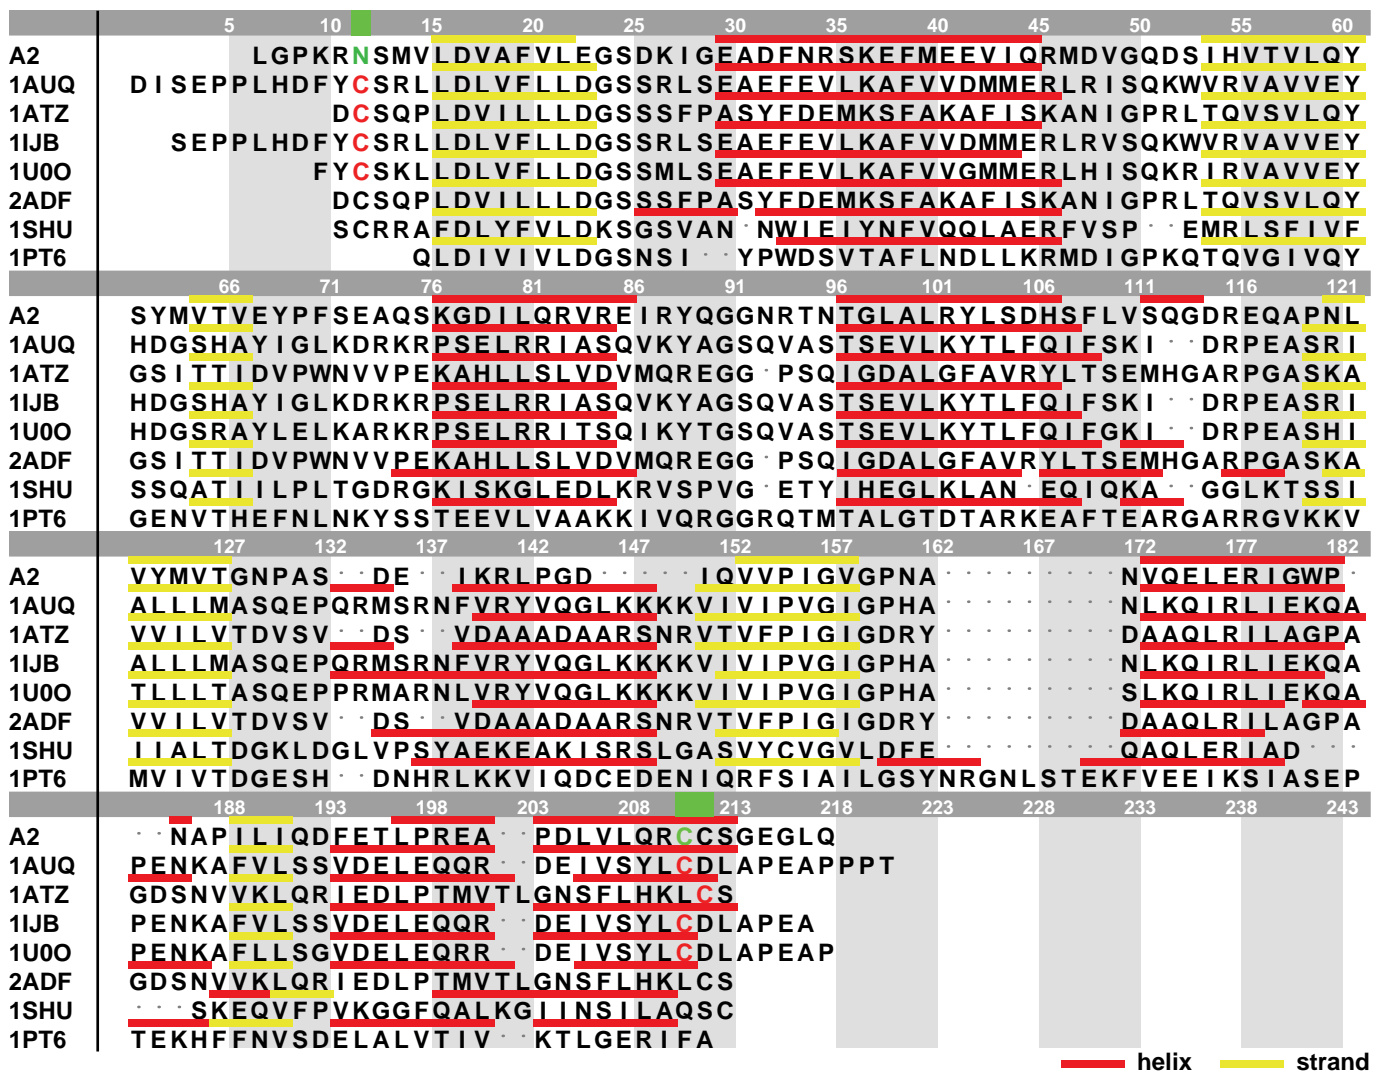 5 10 15 20 25 30 35 40 45 50 55 60
A2 LGPKRNSMVLDVAFVLEGSDKIGEADFNRSKEFMEEVIQRMDVGQDSIHVTVLQY
1AUQ DISEPPLHDFYCSRLLDLVFLLDGSSRLSEAEFEVLKAFVVDMMERLRISQKWVRVAVVEY
1ATZ DCSQPLDVILLLDGSSSFPASYFDEMKSFAKAFISKANIGPRLTQVSVLQY
1IJB SEPPLHDFYCSRLLDLVFLLDGSSRLSEAEFEVLKAFVVDMMERLRVSQKWVRVAVVEY
1U0O FYCSKLLDLVFLLDGSSMLSEAEFEVLKAFVVGMMERLHISQKRIRVAVVEY
2ADF DCSQPLDVILLLDGSSSFPASYFDEMKSFAKAFISKANIGPRLTQVSVLQY
1SHU SCRRAFDLYFVLDKSGSVAN·NWIEIYNFVQQLAERFVSP··EMRLSFIVF
1PT6 QLDIVIVLDGSNSI··YPWDSVTAFLNDLLKRMDIGPKQTQVGIVQY
66 71 76 81 86 91 96 101 106 111 116 121
A2 SYMVTVEYPFSEAQSKGDILQRVREIRYQGGNRTNTGLALRYLSDHSFLVSQGDREQAPNL
1AUQ HDGSHAYIGLKDRKRPSELRRIASQVKYAGSQVASTSEVLKYTLFQIFSKI··DRPEASRI
1ATZ GSITTIDVPWNVVPEKAHLLSLVDVMQREGG·PSQIGDALGFAVRYLTSEMHGARPGASKA
1IJB HDGSHAYIGLKDRKRPSELRRIASQVKYAGSQVASTSEVLKYTLFQIFSKI··DRPEASRI
1U0O HDGSRAYLELKARKRPSELRRITSQIKYTGSQVASTSEVLKYTLFQIFGKI··DRPEASHI
2ADF GSITTIDVPWNVVPEKAHLLSLVDVMQREGG·PSQIGDALGFAVRYLTSEMHGARPGASKA
1SHU SSQATIILPLTGDRGKISKGLEDLKRVSPVG·ETYIHEGLKLAN·EQIQKA··GGLKTSSI
1PT6 GENVTHEFNLNKYSSTEEVLVAAKKIVQRGGRQTMTALGTDTARKEAFTEARGARRGVKKV
127 132 137 142 147 152 157 162 167 172 177 182
A2 VYMVTGNPAS··DE··IKRLPGD·····IQVVPIGVGPNA·········NVQELERIGWP
1AUQ ALLLMASQEPQRMSRNFVRYVQGLKKKKVIVIPVGIGPHA·········NLKQIRLIEKQA
1ATZ VVILVTDVSV··DS··VDAAADAARSNRVTVFPIGIGDRY·········DAAQLRILAGPA
1IJB ALLLMASQEPQRMSRNFVRYVQGLKKKKVIVIPVGIGPHA·········NLKQIRLIEKQA
1U0O TLLLTASQEPPRMARNLVRYVQGLKKKKVIVIPVGIGPHA·········SLKQIRLIEKQA
2ADF VVILVTDVSV··DS··VDAAADAARSNRVTVFPIGIGDRY·········DAAQLRILAGPA
1SHU IIALTDGKLDGLVPSYAEKEAKISRSLGASVYCVGVLDFE·········QAQLERIAD···
1PT6 MVIVTDGESH··DNHRLKKVIQDCEDENIQRFSIAILGSYNRGNLSTEKFVEEIKSIASEP
188 193 198 203 208 213 218 223 228 233 238 243
A2 ··NAPILIQDFETLPREA··PDLVLQRCCSGEGLQ
1AUQ PENKAFVLSSVDELEQQR··DEIVSYLCDLAPEAPPPT
1ATZ GDSNVVKLQRIEDLPTMVTLGNSFLHKLCS
1IJB PENKAFVLSSVDELEQQR··DEIVSYLCDLAPEA
1U0O PENKAFLLSGVDELEQRR··DEIVSYLCDLAPEAP
2ADF GDSNVVKLQRIEDLPTMVTLGNSFLHKLCS
1SHU ···SKEQVFPVKGGFQALKGIINSILAQSC
1PT6 TEKHFFNVSDELALVTIV··KTLGERIFA
helix strand